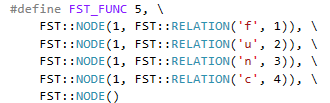 #define FST_FUNC 5, \
FST::NODE(1, FST::RELATION('f', 1)), \
FST::NODE(1, FST::RELATION('u', 2)), \
FST::NODE(1, FST::RELATION('n', 3)), \
FST::NODE(1, FST::RELATION('c', 4)), \
FST::NODE()